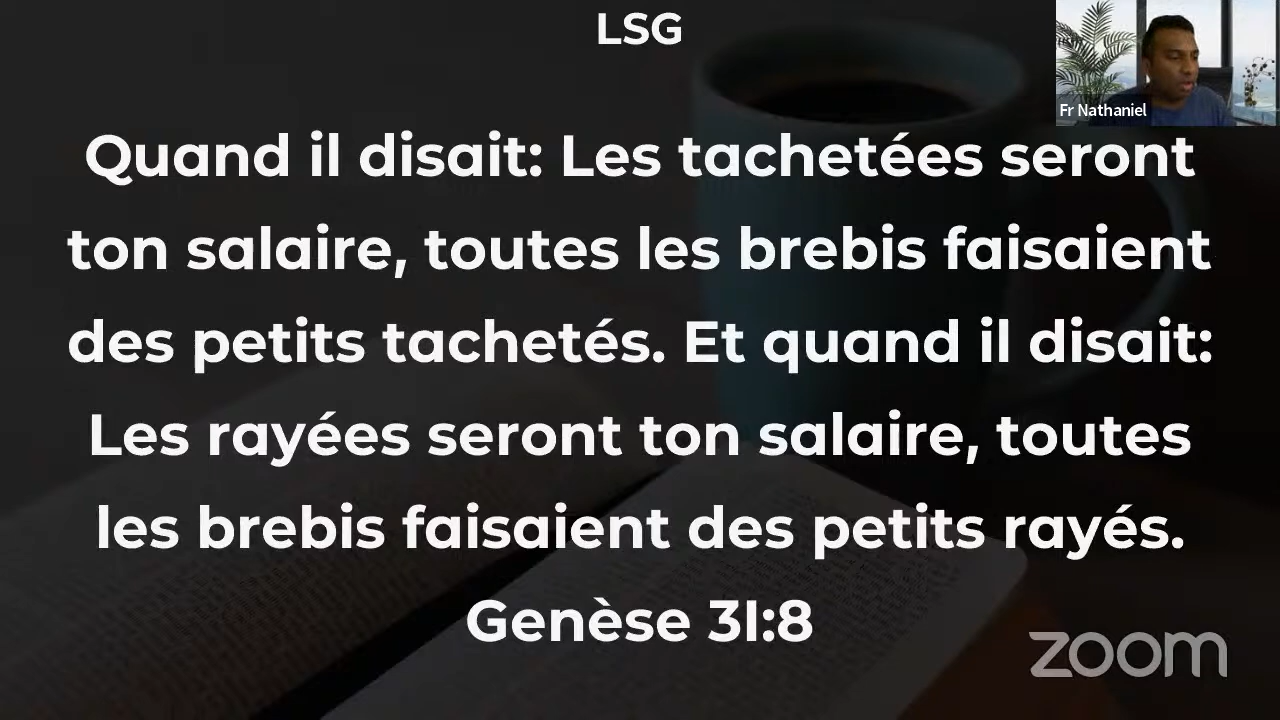 LSG
Fr Nathaniel
Quand il disait: Les tachetées seront
ton salaire, toutes les brebis faisaient
des petits tachetés. Et quand il disait:
Les rayées seront ton salaire, toutes
les brebis faisaient des petits rayés.
Genèse 31:8
zoom